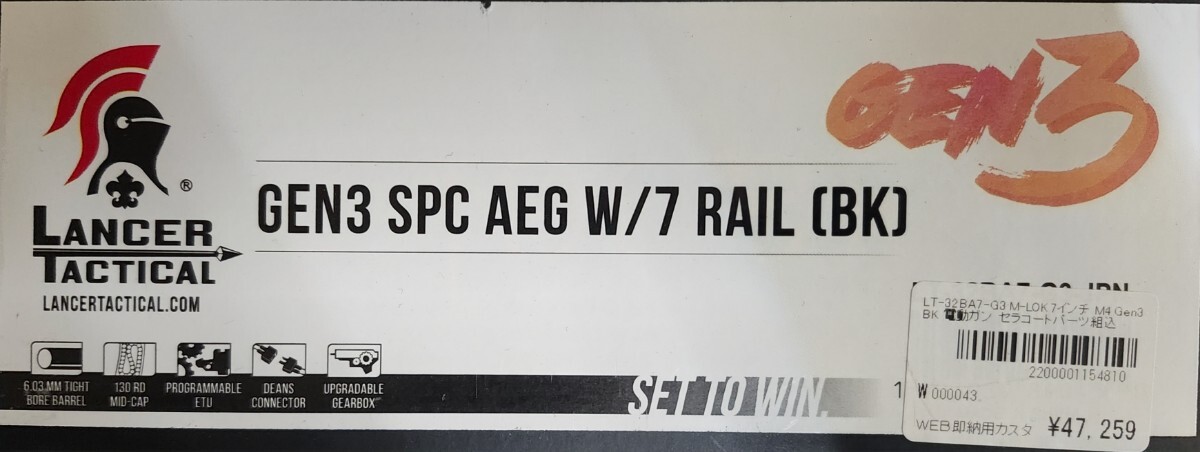 GEN3
LANCER
TACTICAL
®
LANCERTACTICAL.COM
GEN3 SPC AEG W/7 RAIL (BK)
6.03 MM TIGHT
BORE BARREL
130 RD
MID-CAP
PROGRAMMABLE
ETU
DEANS
CONNECTOR
UPGRADABLE
GEARBOX
SET TO WIN.
LT-32BA7-G3 M-LOK 7インチ M4 Gen3
BK 電動ガン セラコートパーツ組込
2200001154810
W 000043
WEB即納用カスタ ¥47,259